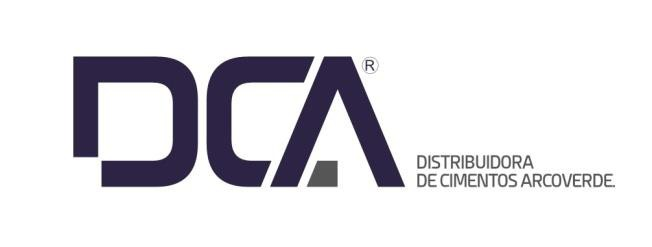 DCA®
DISTRIBUIDORA
DE CIMENTOS ARCOVERDE.